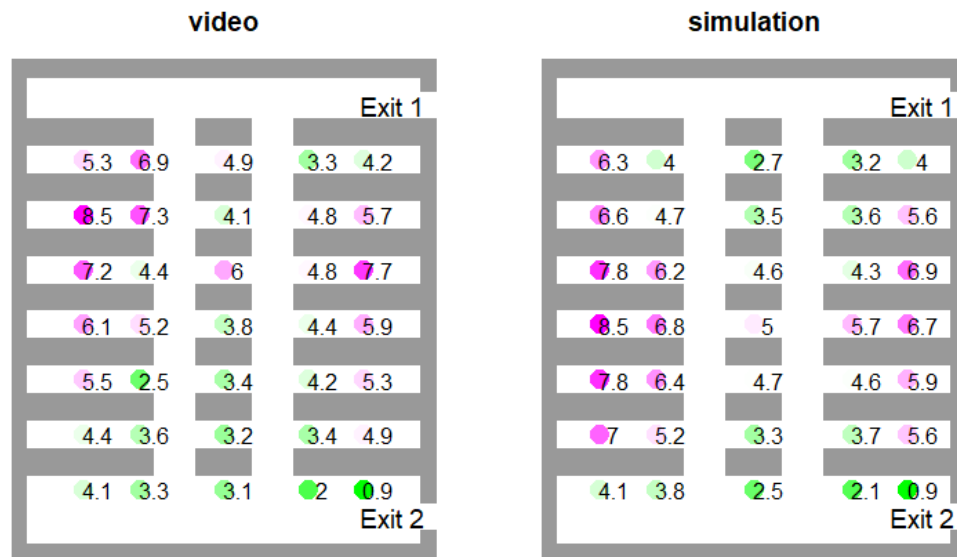 video simulation
Exit 1 Exit 1
5.3 6.9 4.9 3.3 4.2 6.3 4 2.7 3.2 4
8.5 7.3 4.1 4.8 5.7 6.6 4.7 3.5 3.6 5.6
7.2 4.4 6 4.8 7.7 7.8 6.2 4.6 4.3 6.9
6.1 5.2 3.8 4.4 5.9 8.5 6.8 5 5.7 6.7
5.5 2.5 3.4 4.2 5.3 7.8 6.4 4.7 4.6 5.9
4.4 3.6 3.2 3.4 4.9 7 5.2 3.3 3.7 5.6
4.1 3.3 3.1 2 0.9 4.1 3.8 2.5 2.1 0.9
Exit 2 Exit 2